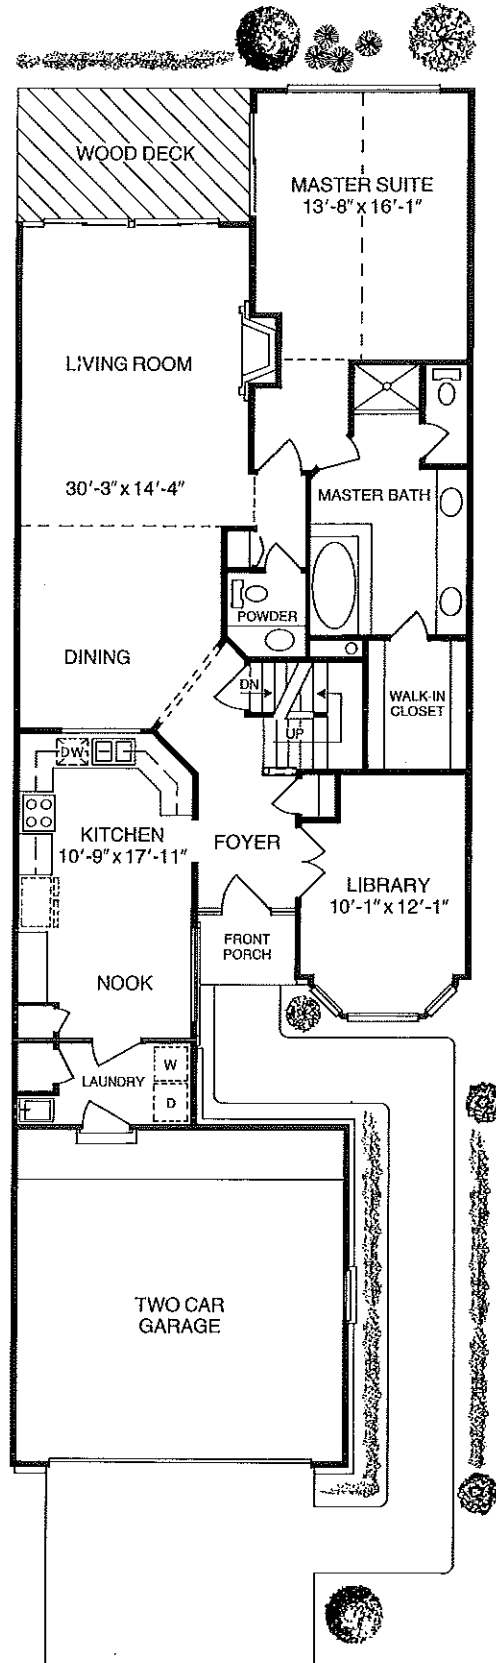 WOOD DECK
MASTER SUITE
13'-8" x 16'-1"
LIVING ROOM
30'-3" x 14'-4"
MASTER BATH
POWDER
DINING
DN
UP
WALK-IN
CLOSET
DW
KITCHEN
10'-9" x 17'-11"
FOYER
LIBRARY
10'-1" x 12'-1"
FRONT
PORCH
NOOK
LAUNDRY
W
D
TWO CAR
GARAGE